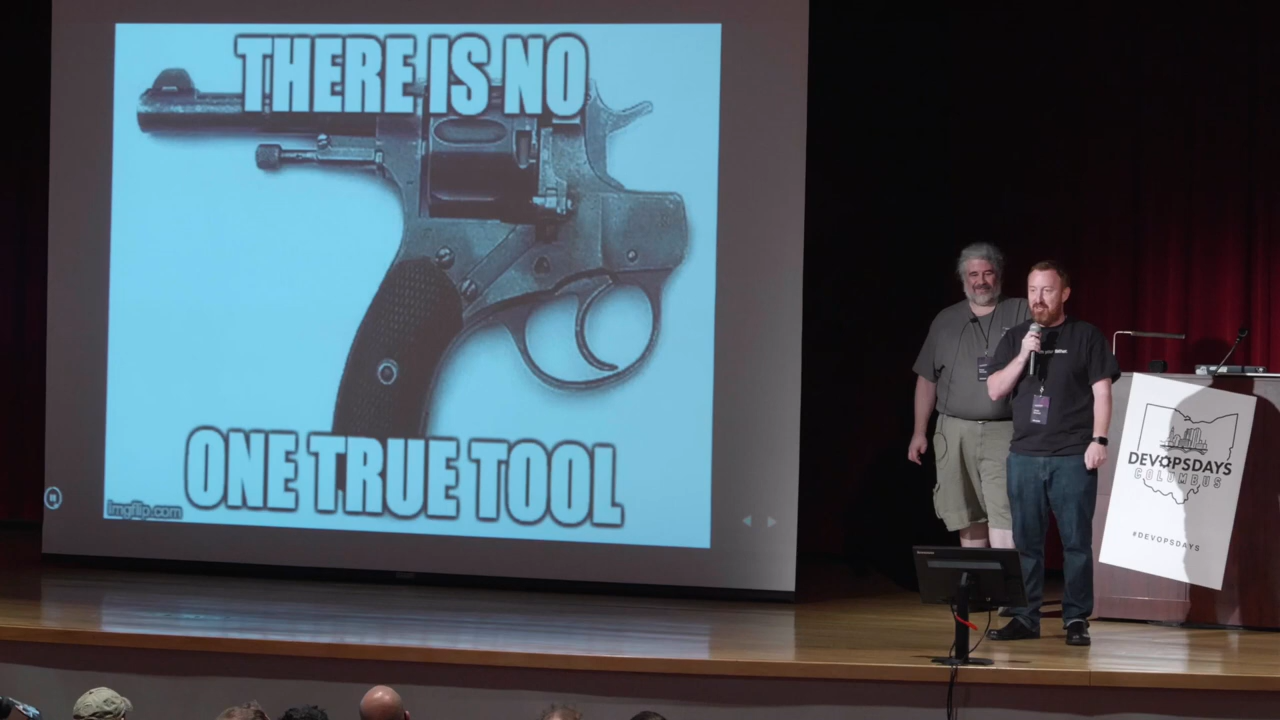 THERE IS NO
ONE TRUE TOOL
imgflip.com
DEVOPSDAYS
COLUMBUS
#DEVOPSDAYS